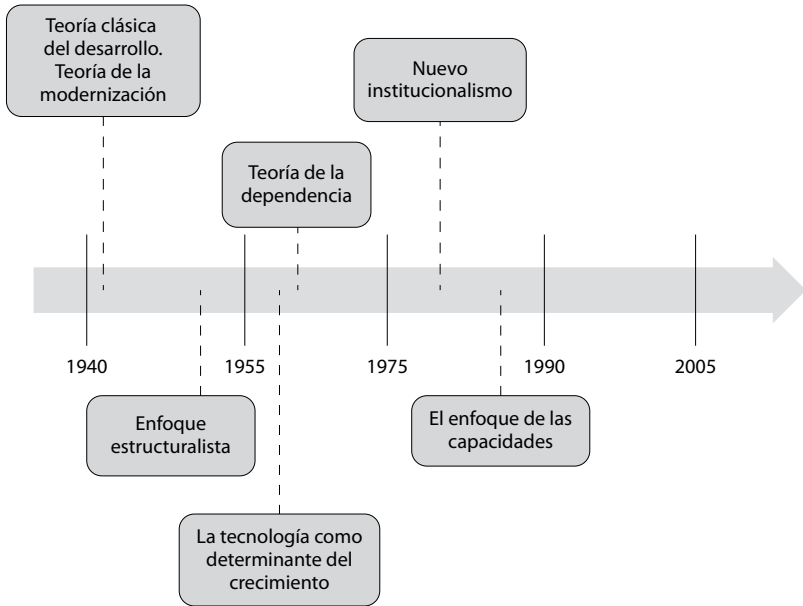 Teoría clásica
del desarrollo.
Teoría de la
modernización
Nuevo
institucionalismo
Teoría de la
dependencia
1940
1955
1975
1990
2005
Enfoque
estructuralista
El enfoque de las
capacidades
La tecnología como
determinante del
crecimiento